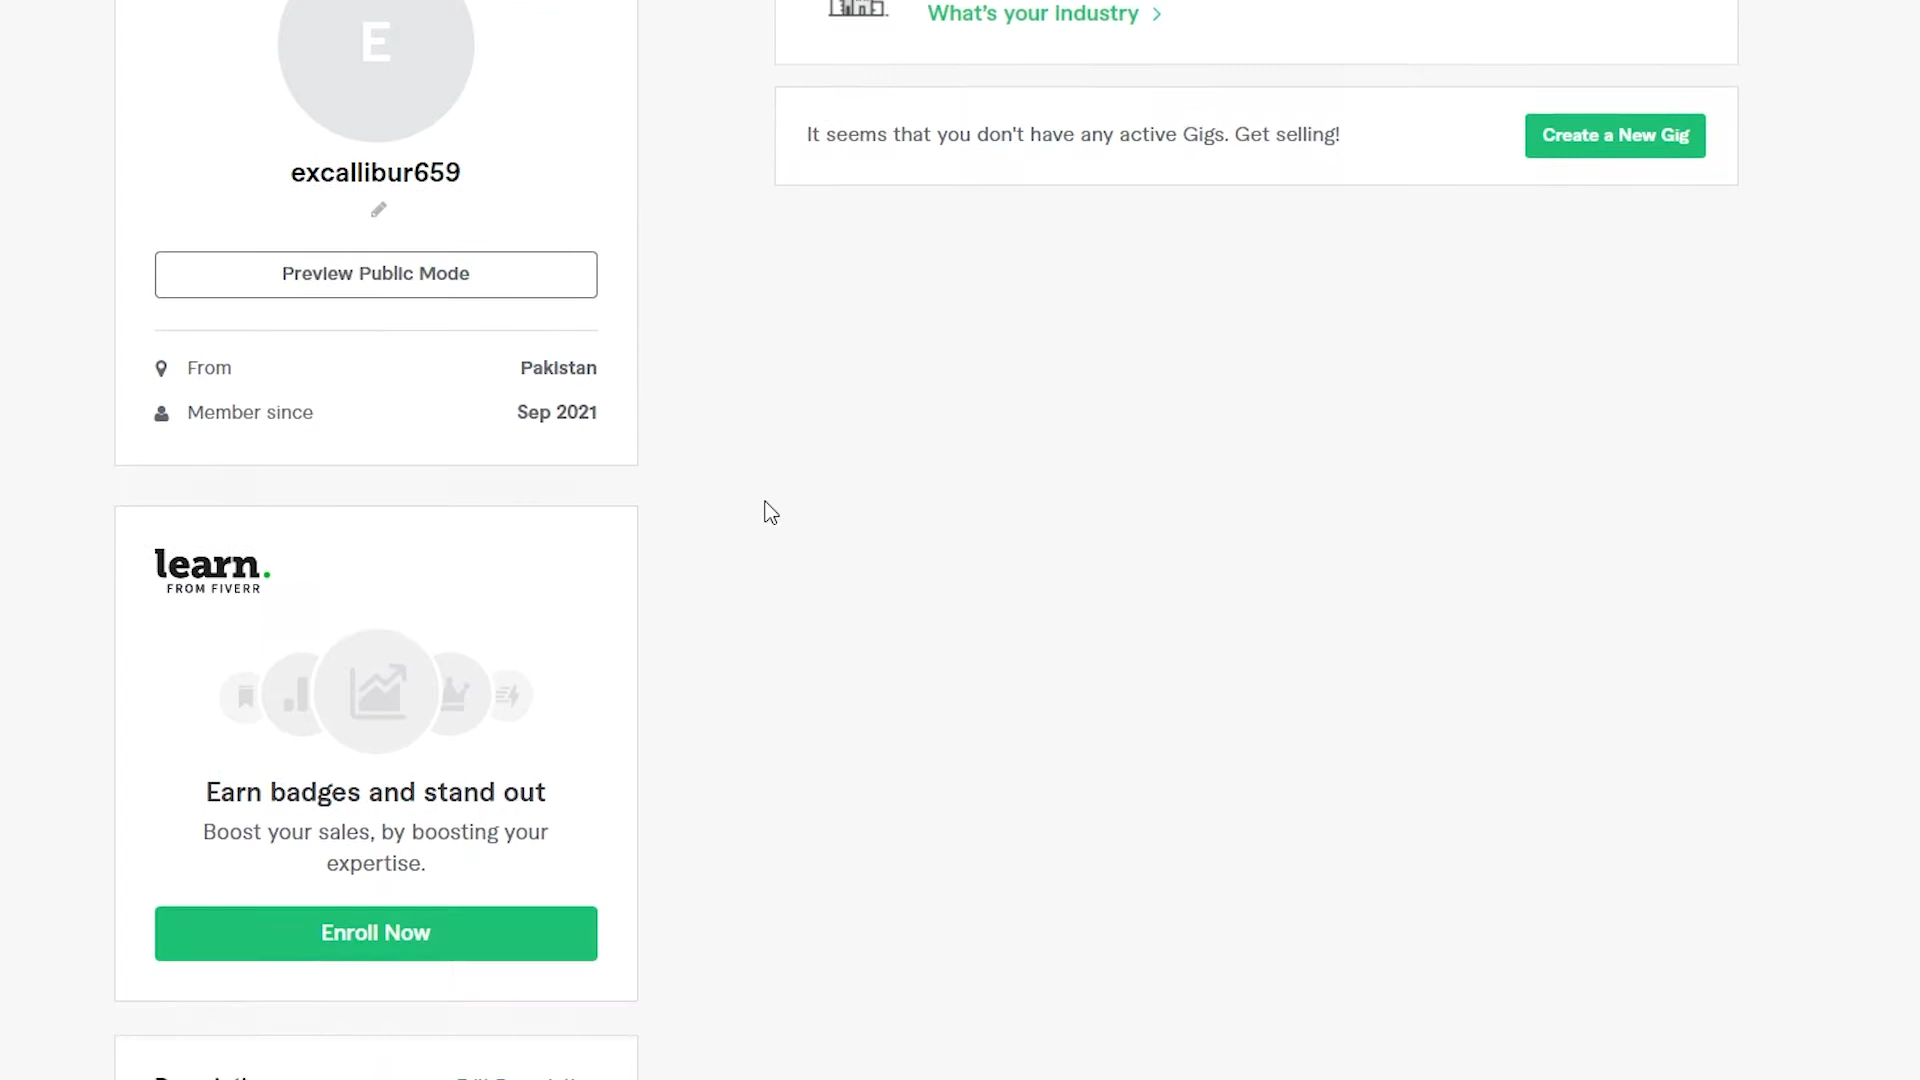 E
excallibur659
Preview Public Mode
From Pakistan
Member since Sep 2021
learn.
FROM FIVERR
Earn badges and stand out
Boost your sales, by boosting your
expertise.
Enroll Now
What's your industry
It seems that you don't have any active Gigs. Get selling!
Create a New Gig